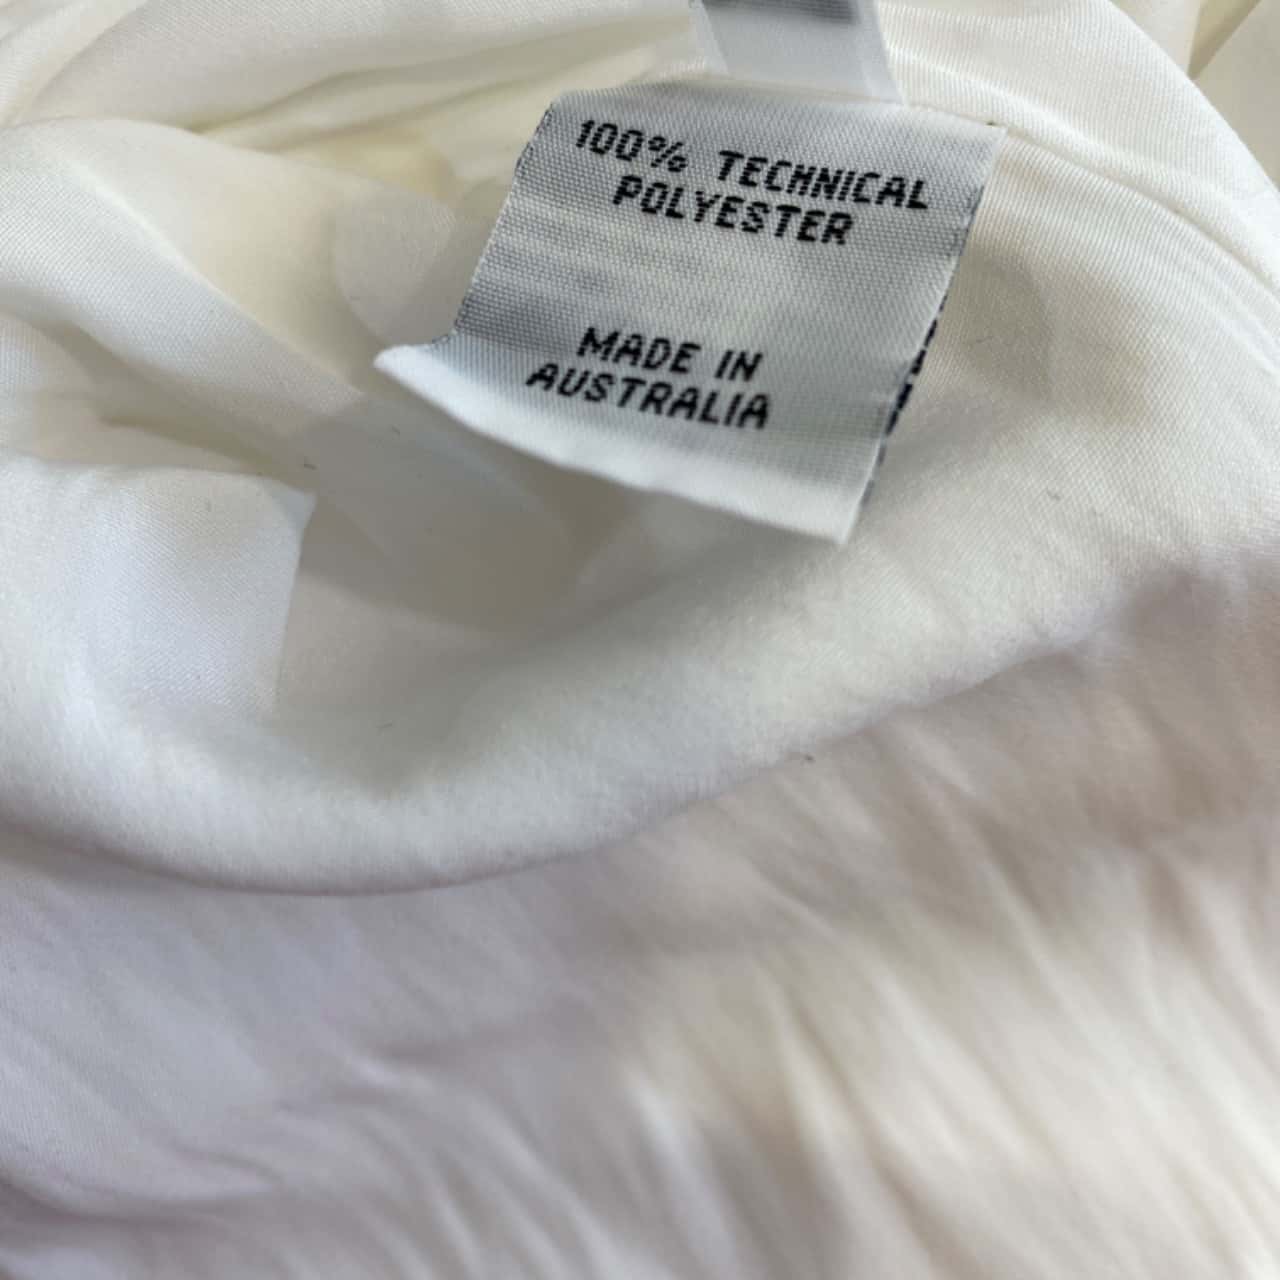 100% TECHNICAL
POLYESTER
MADE IN
AUSTRALIA